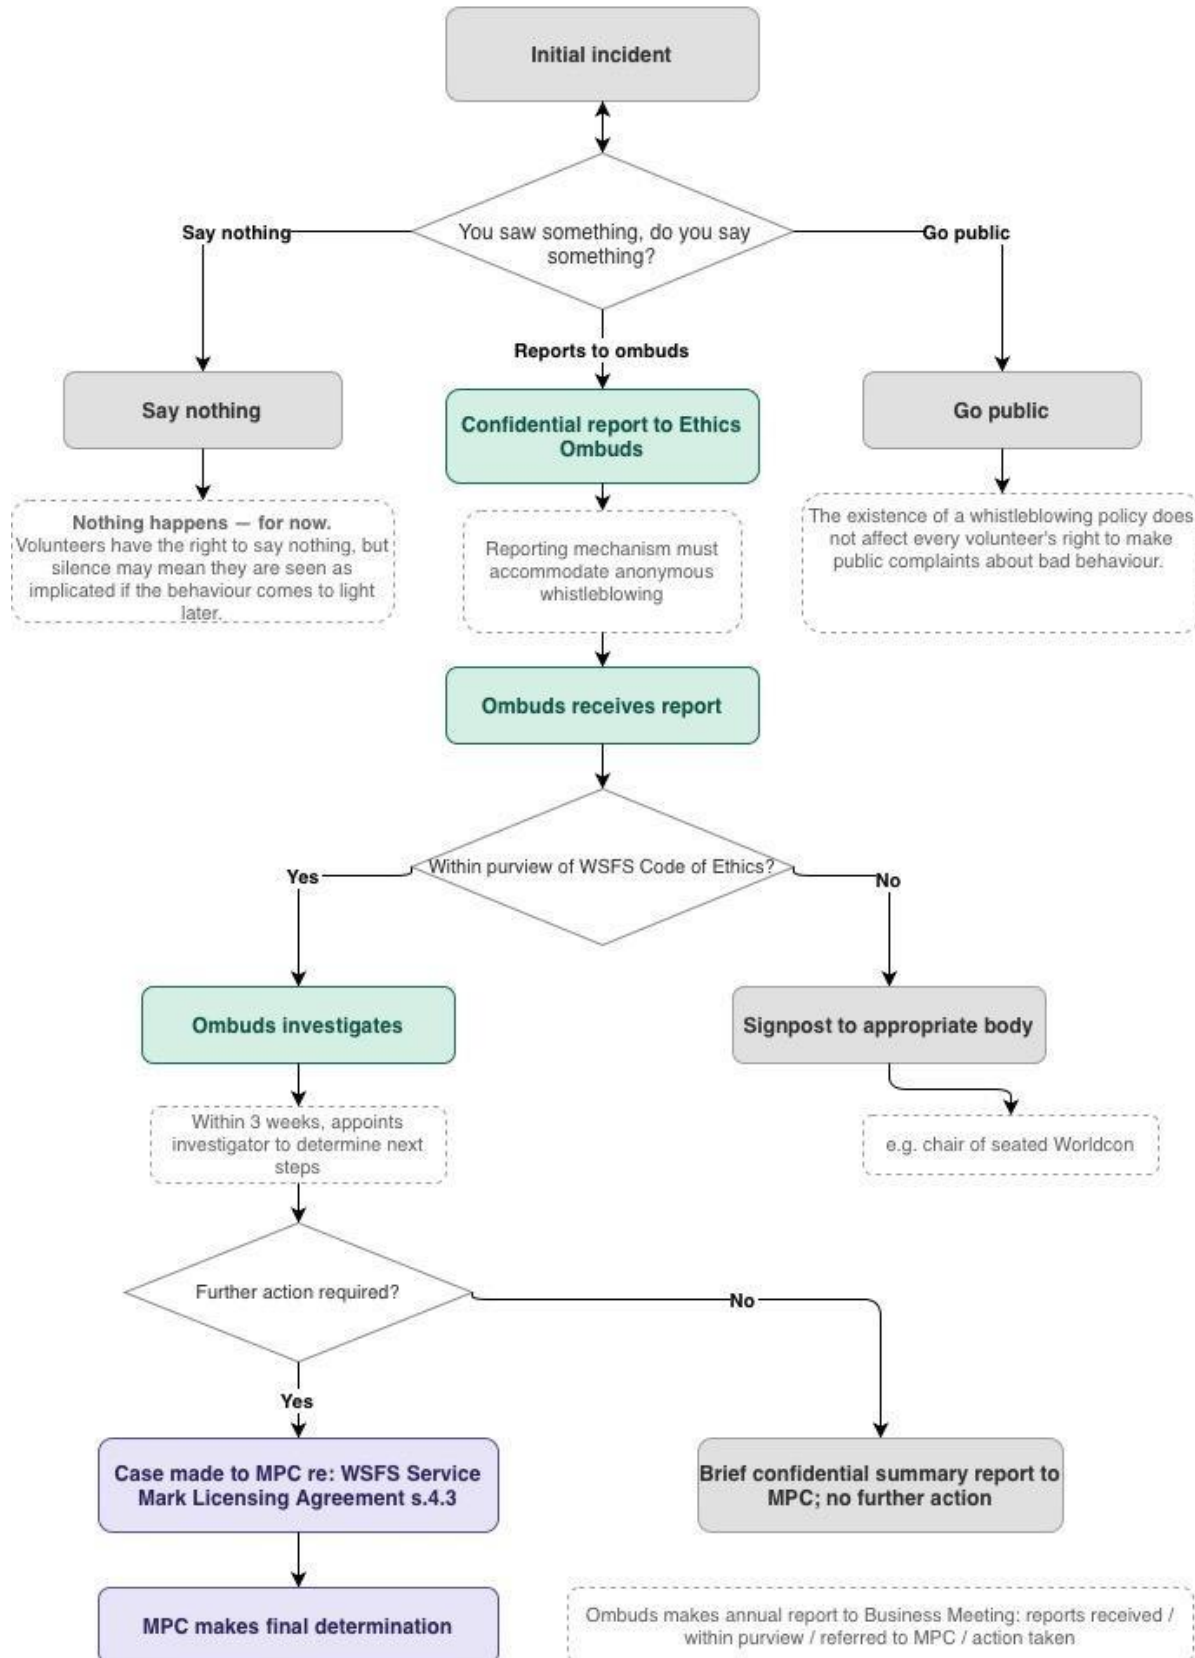 Initial incident
You saw something, do you say
something?
Say nothing
Go public
Reports to ombuds
Say nothing
Confidential report to Ethics
Ombuds
Go public
Nothing happens — for now.
Volunteers have the right to say nothing, but
silence may mean they are seen as
implicated if the behaviour comes to light
later.
Reporting mechanism must
accommodate anonymous
whistleblowing
The existence of a whistleblowing policy does
not affect every volunteer's right to make
public complaints about bad behaviour.
Ombuds receives report
Within purview of WSFS Code of Ethics?
Yes
No
Ombuds investigates
Signpost to appropriate body
Within 3 weeks, appoints
investigator to determine next
steps
e.g. chair of seated Worldcon
Further action required?
No
Yes
Case made to MPC re: WSFS Service
Mark Licensing Agreement s.4.3
Brief confidential summary report to
MPC; no further action
MPC makes final determination
Ombuds makes annual report to Business Meeting: reports received /
within purview / referred to MPC / action taken